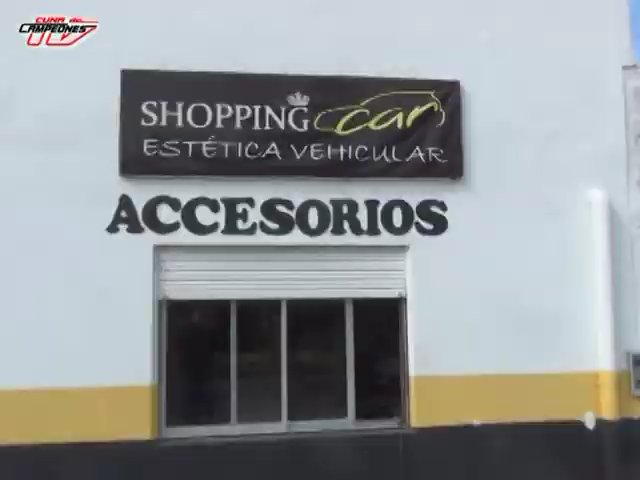 CUNA de
CAMPEONES
TV
SHOPPING car
ESTÉTICA VEHICULAR
ACCESORIOS